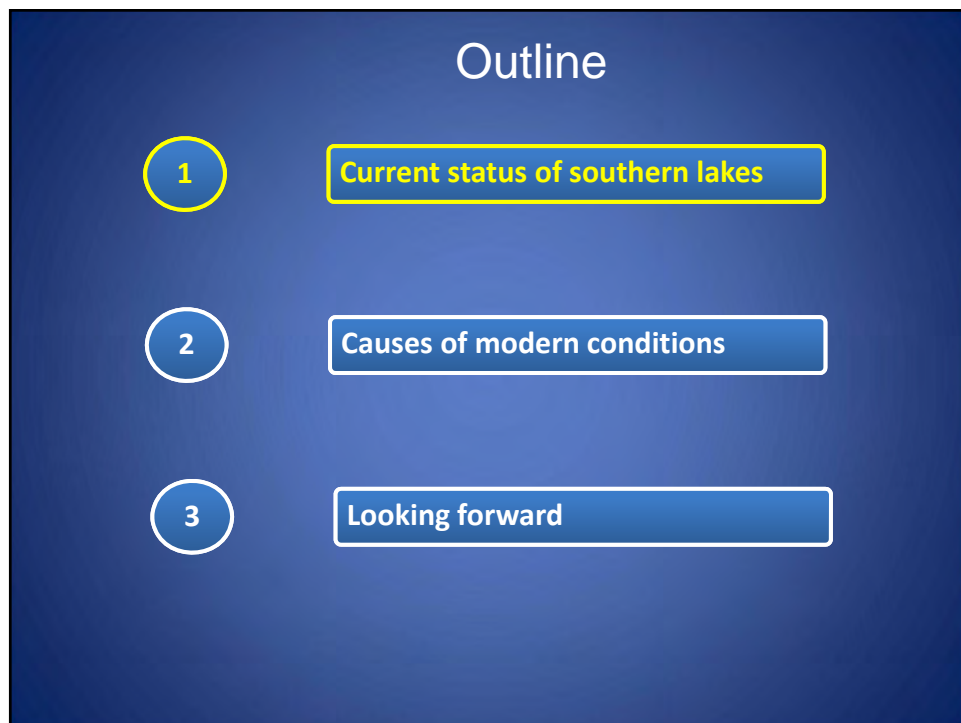 Outline
1 Current status of southern lakes
2 Causes of modern conditions
3 Looking forward